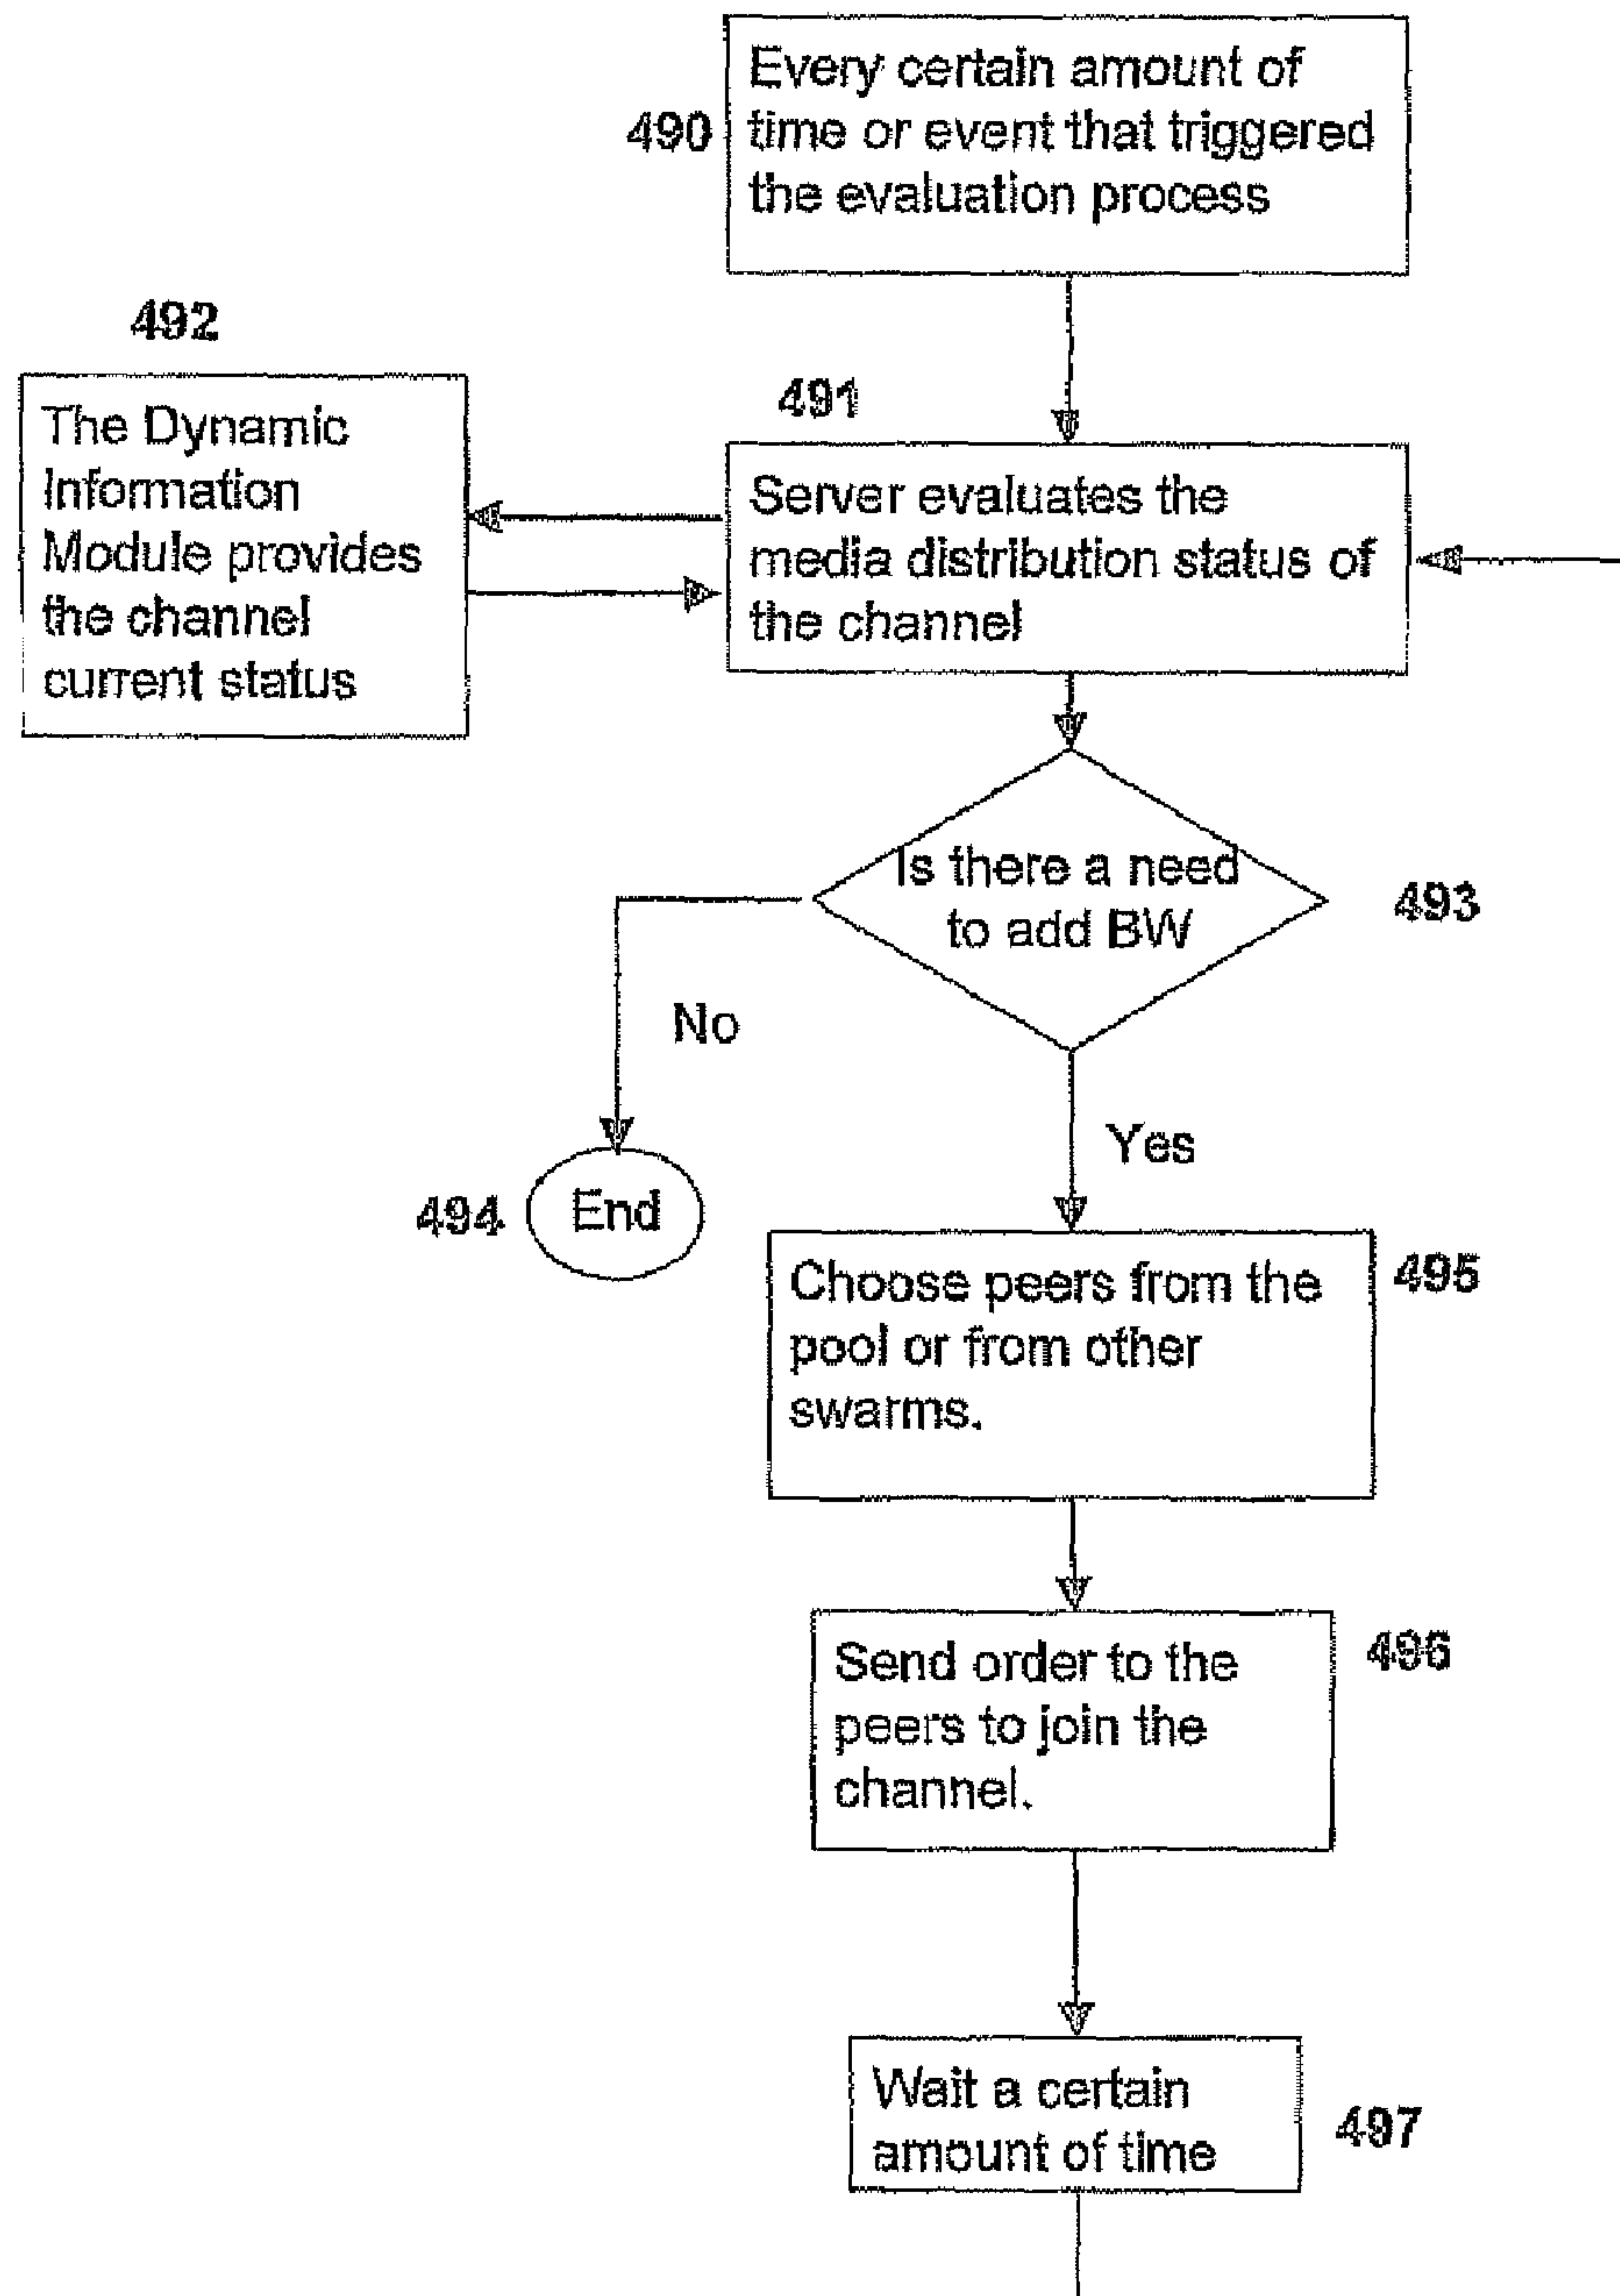 490
Every certain amount of
time or event that triggered
the evaluation process
492
The Dynamic
Information
Module provides
the channel
current status
491
Server evaluates the
media distribution status of
the channel
Is there a need
to add BW
493
No
Yes
494
End
Choose peers from the
pool or from other
swarms.
495
Send order to the
peers to join the
channel.
496
Wait a certain
amount of time
497